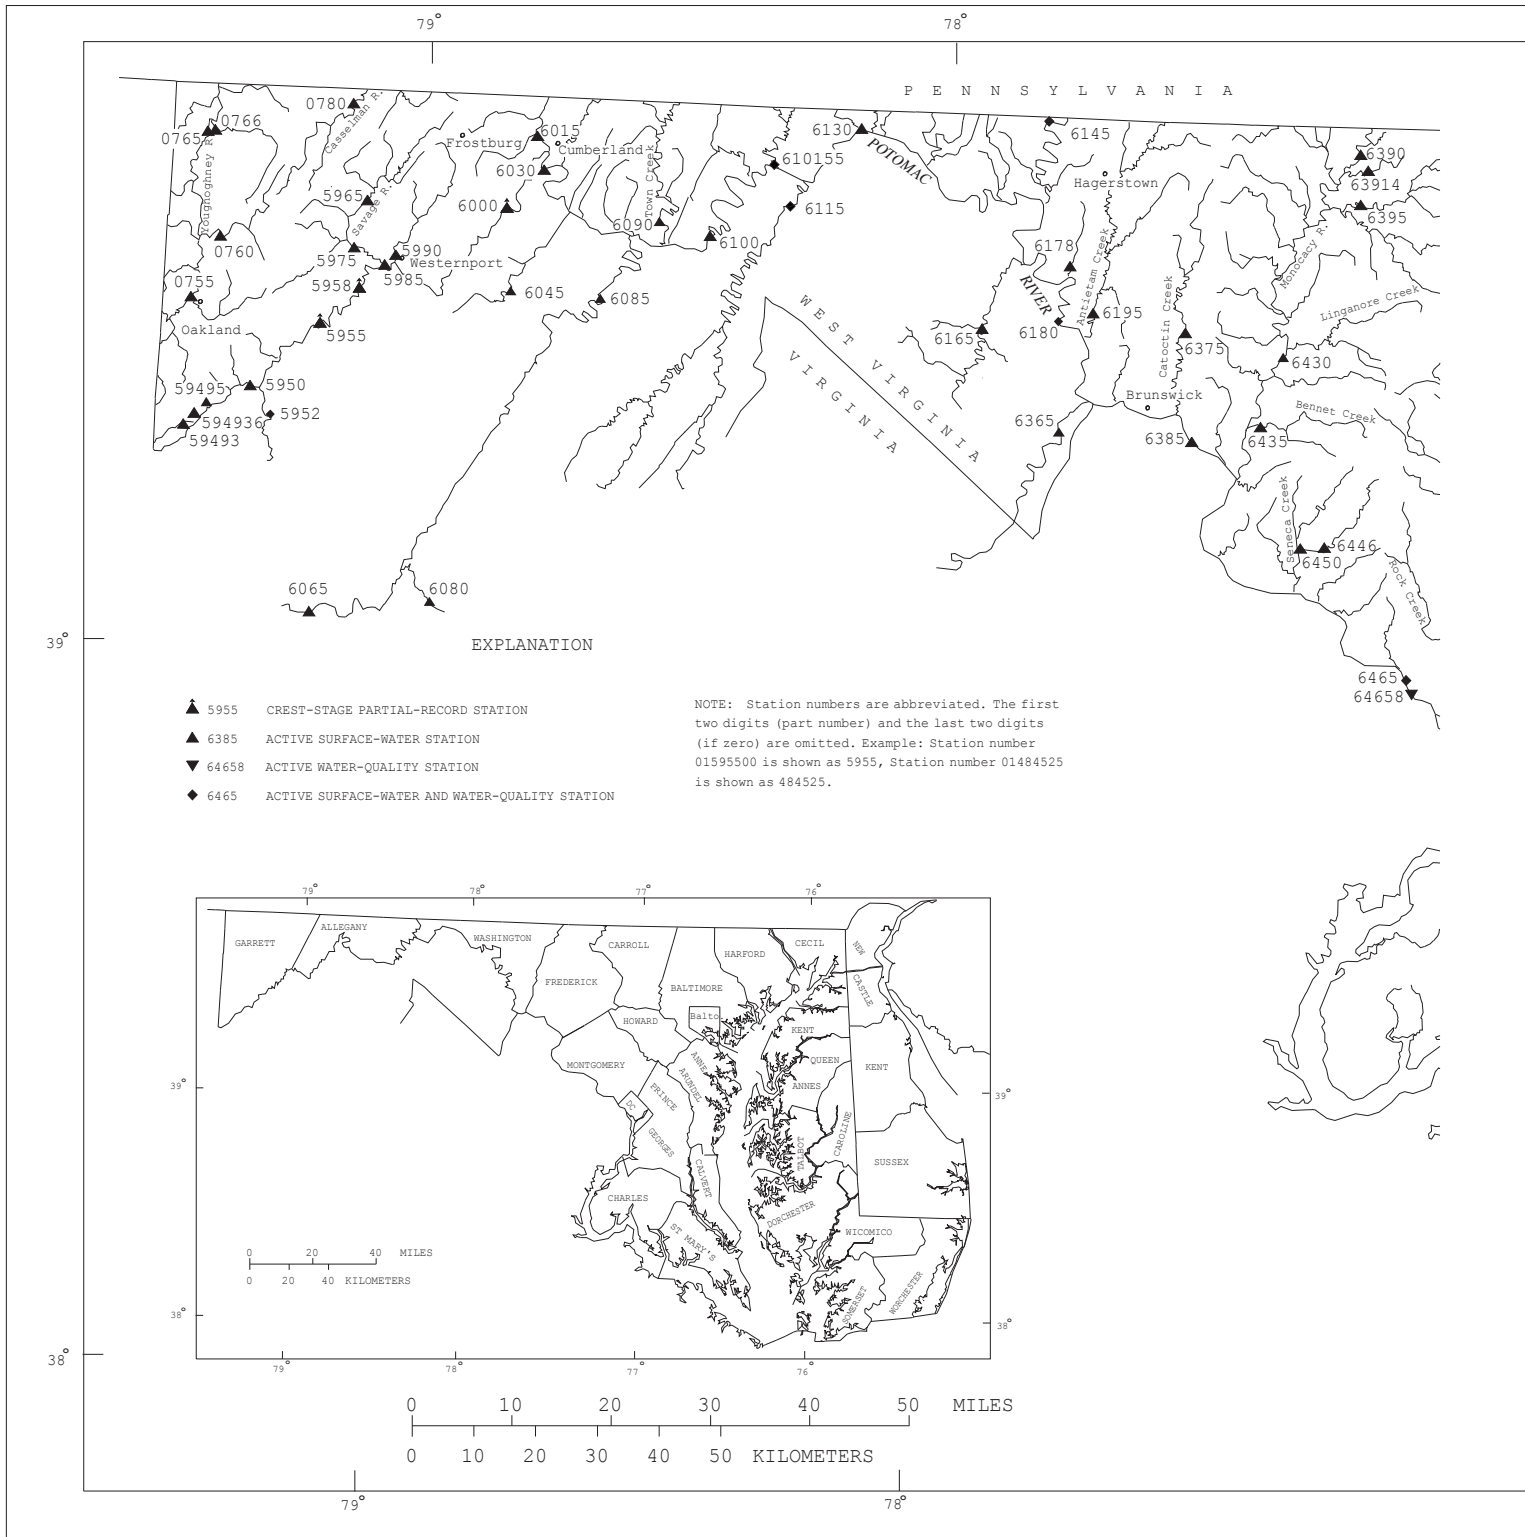 79° 78°
PENNSYLVANIA
0780
Casselman R.
0766
0765
Youghoghney R.
Frostburg
6015
Cumberland
6030
Town Creek
6130
POTOMAC
610155
6145
Hagerstown
6390
63914
6395
5965
Savage R.
6000
6090
6100
6115
0760
5975
5990
Westernport
5985
5958
6178
RIVER
Antietam Creek
Monocacy R.
Linganore Creek
0755
Oakland
6045
6085
5955
WEST VIRGINIA
VIRGINIA
6165
6180
6195
Catoctin Creek
6375
6430
59495
5950
594936
59493
5952
Brunswick
Bennet Creek
6365
6385
6435
Seneca Creek
6446
6450
Rock Creek
6065
6080
39°
6465
64658
EXPLANATION
5955 CREST-STAGE PARTIAL-RECORD STATION
6385 ACTIVE SURFACE-WATER STATION
64658 ACTIVE WATER-QUALITY STATION
6465 ACTIVE SURFACE-WATER AND WATER-QUALITY STATION
NOTE: Station numbers are abbreviated. The first
two digits (part number) and the last two digits
(if zero) are omitted. Example: Station number
01595500 is shown as 5955, Station number 01484525
is shown as 484525.
79° 78° 77° 76°
GARRETT
ALLEGANY
WASHINGTON
FREDERICK
CARROLL
BALTIMORE
HARFORD
CECIL
NEW
CASTLE
Balto
HOWARD
MONTGOMERY
ANNE
ARUNDEL
PRINCE
GEORGES
DC
KENT
QUEEN
ANNES
KENT
39°
39°
CAROLINE
TALBOT
SUSSEX
CALVERT
CHARLES
ST MARY'S
DORCHESTER
WICOMICO
SOMERSET
WORCHESTER
0 20 40 MILES
0 20 40 KILOMETERS
38°
38°
79° 78° 77° 76°
38°
0 10 20 30 40 50 MILES
0 10 20 30 40 50 KILOMETERS
79° 78°